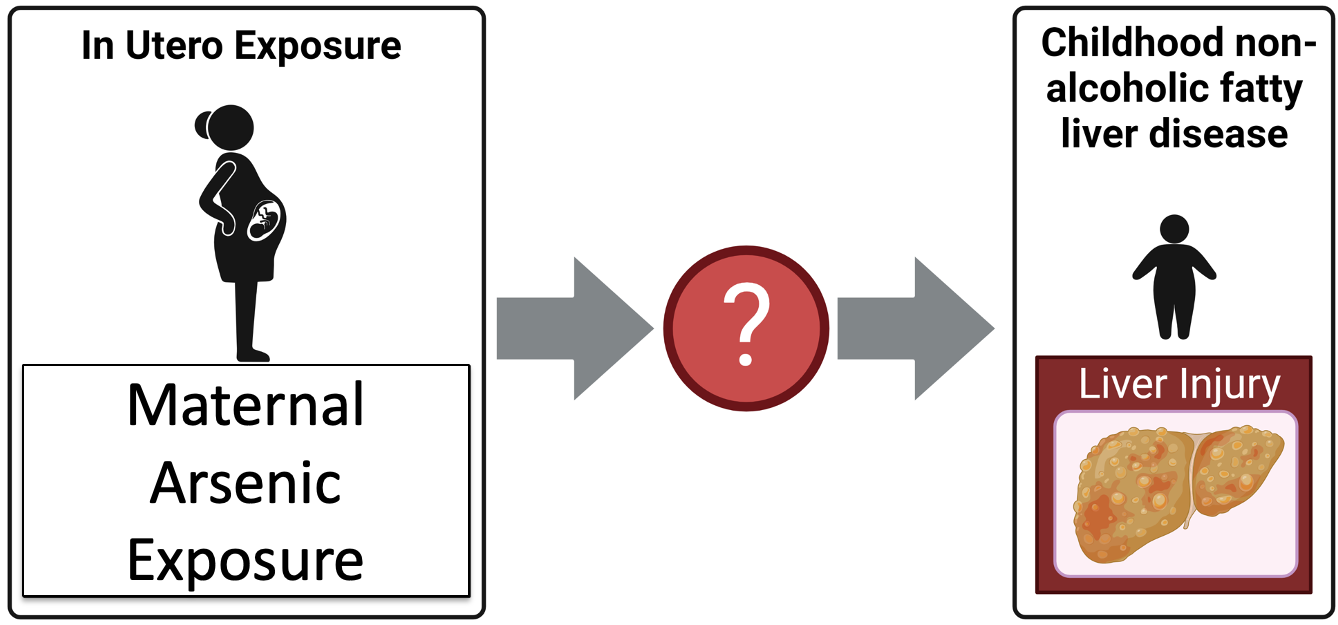 In Utero Exposure
Maternal
Arsenic
Exposure
?
Childhood non-
alcoholic fatty
liver disease
Liver Injury